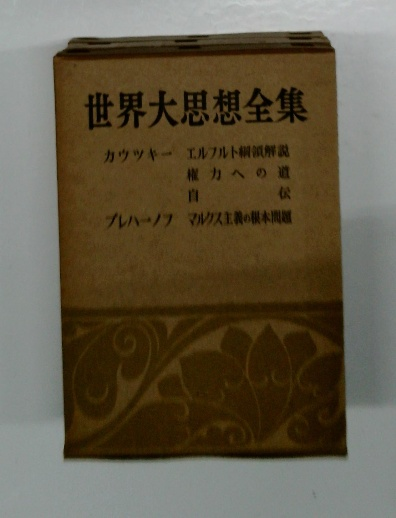 世界大思想全集
カウツキー エルフルト綱領解説
権力への道
自伝
プレハーノフ マルクス主義の根本問題